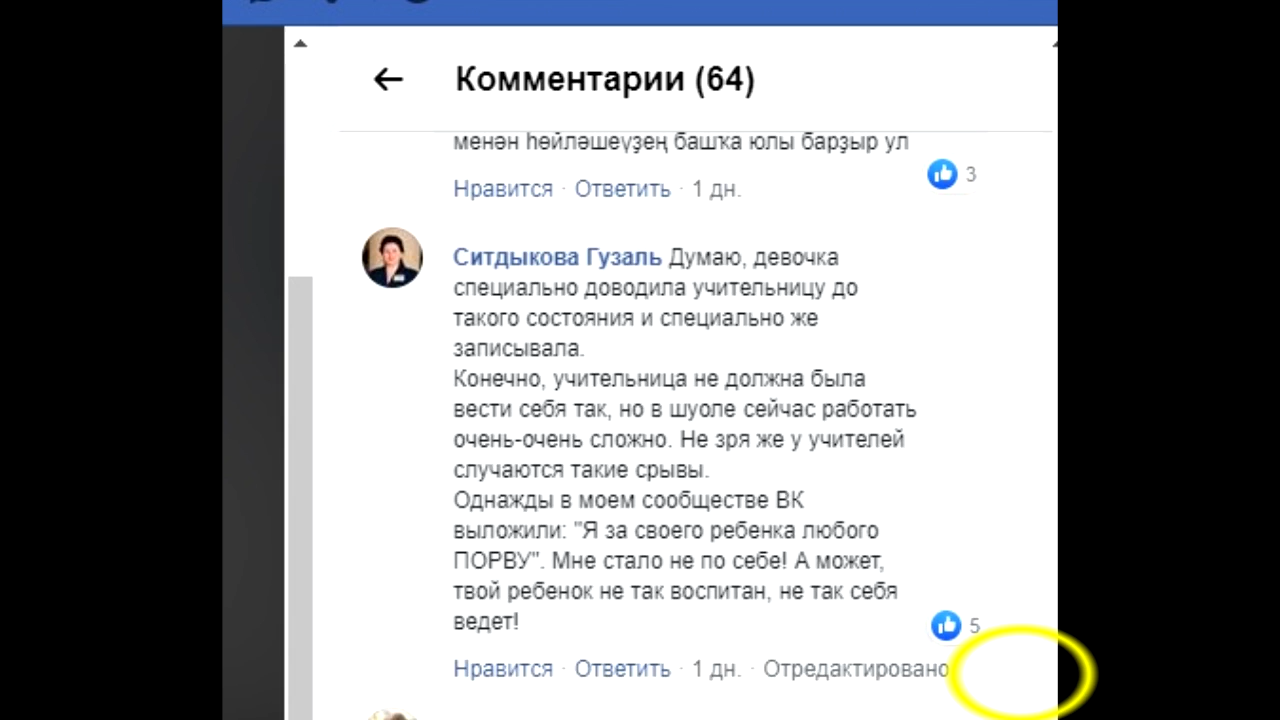 Комментарии (64)
менән һөйләшеүҙең башҡа юлы барҙыр ул
3
Нравится · Ответить · 1 дн.
Ситдыкова Гузаль Думаю, девочка
специально доводила учительницу до
такого состояния и специально же
записывала.
Конечно, учительница не должна была
вести себя так, но в шуоле сейчас работать
очень-очень сложно. Не зря же у учителей
случаются такие срывы.
Однажды в моем сообществе ВК
выложили: "Я за своего ребенка любого
ПОРВУ". Мне стало не по себе! А может,
твой ребенок не так воспитан, не так себя
ведет!
5
Нравится · Ответить · 1 дн. · Отредактировано